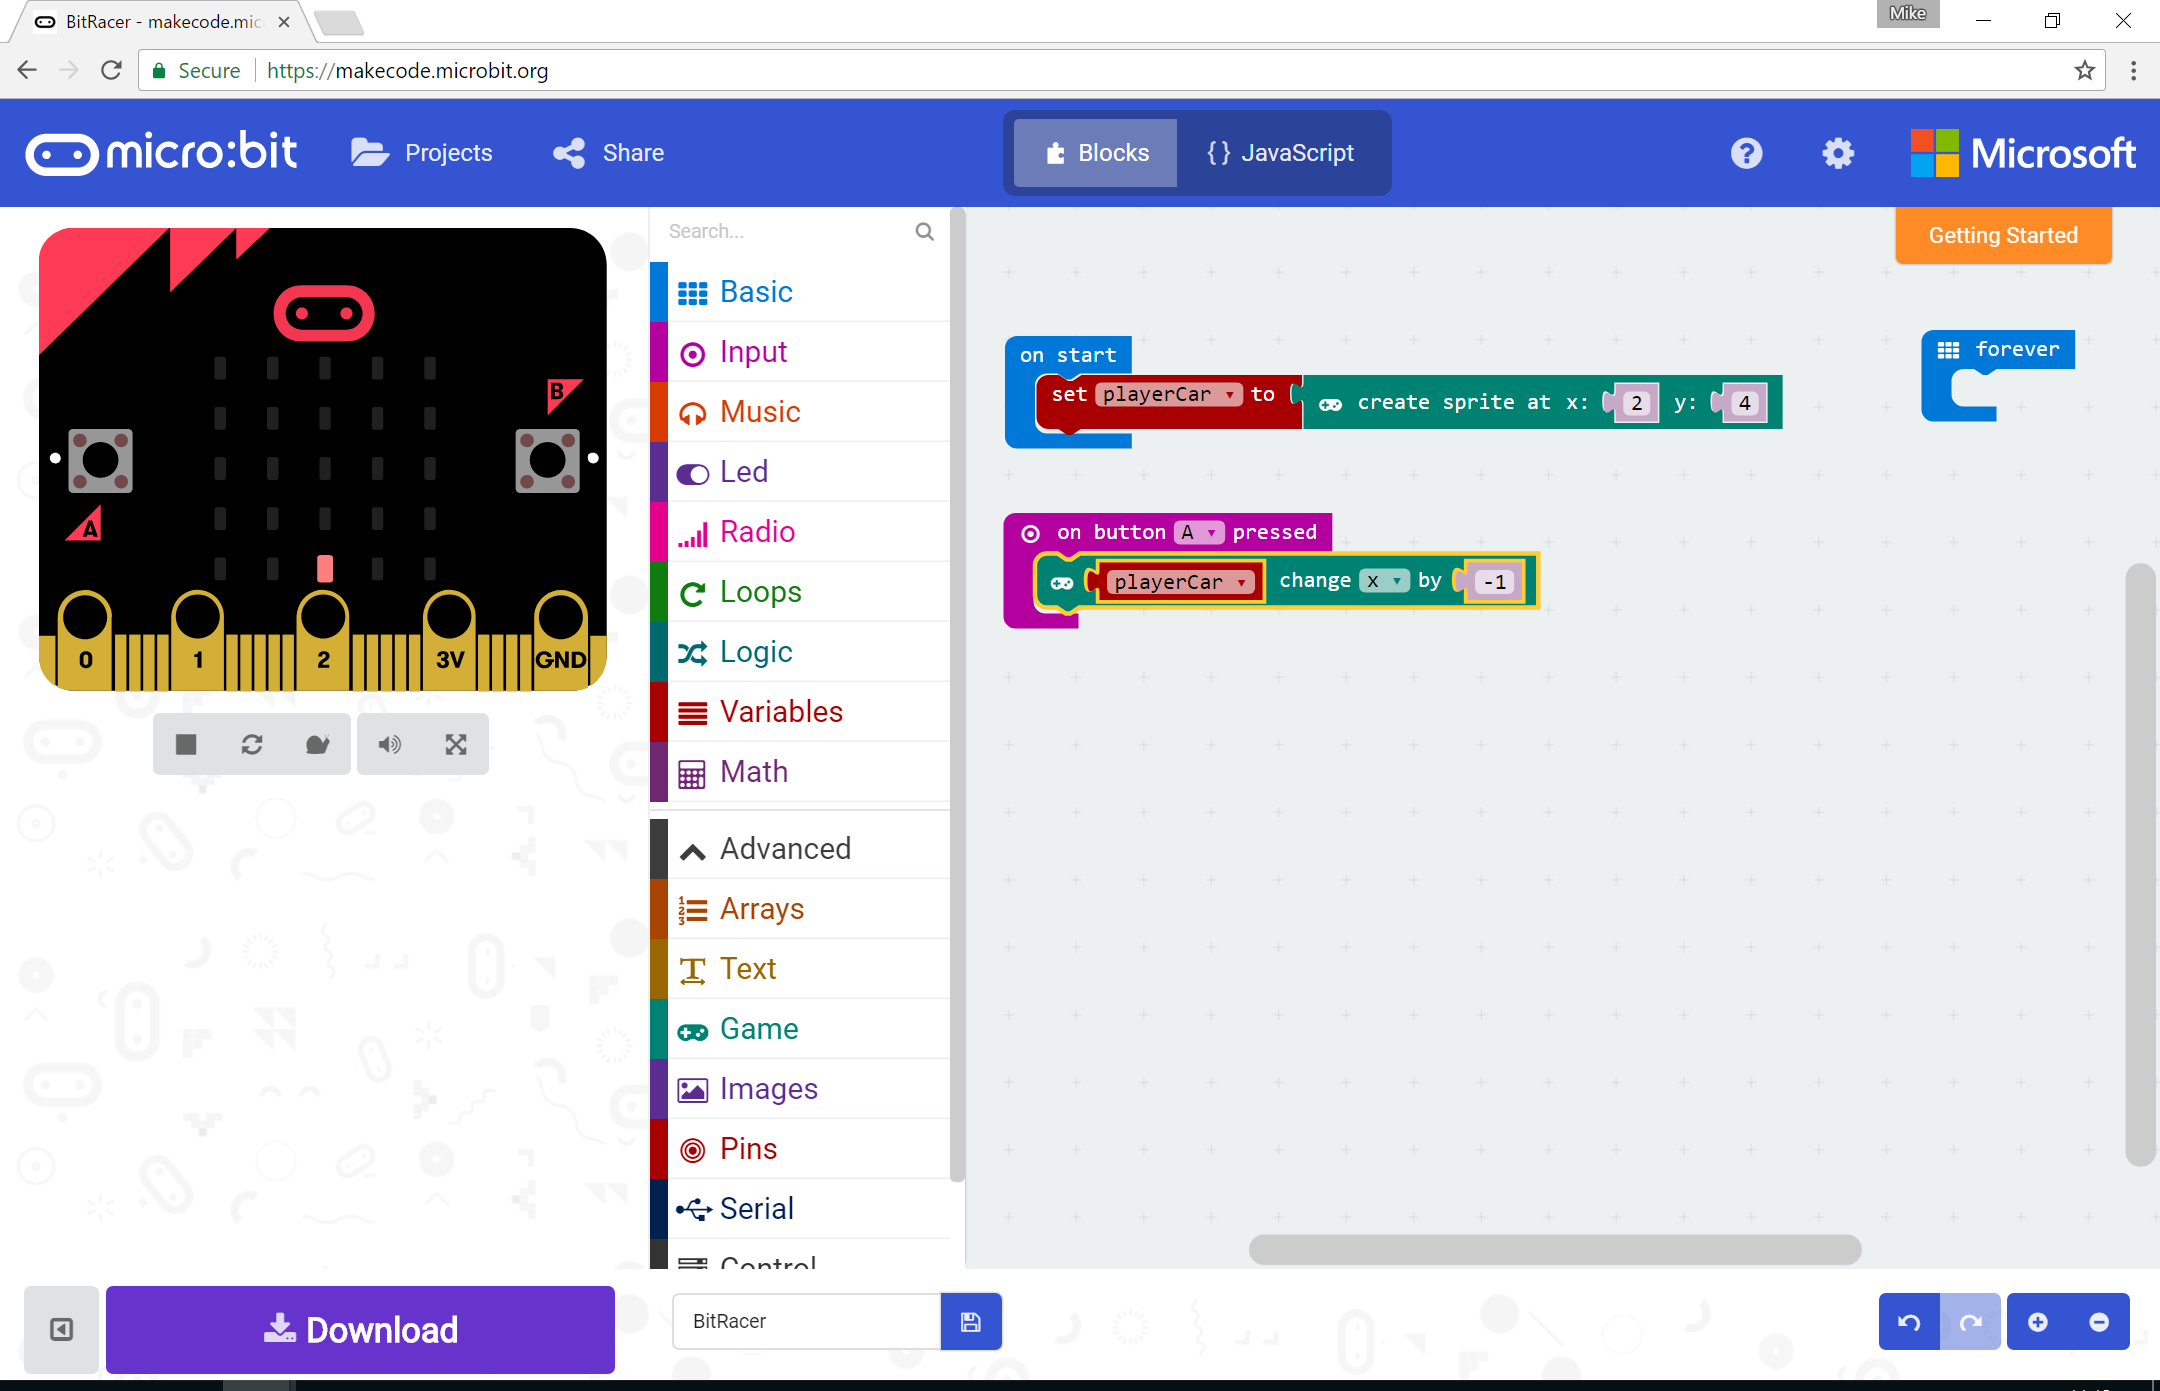 BitRacer - makecode.mic
Mike
Secure
https://makecode.microbit.org
micro:bit
Projects
Share
Blocks
{} JavaScript
?
Microsoft
Search...
Getting Started
B
A
0
1
2
3V
GND
Basic
Input
Music
Led
Radio
Loops
Logic
Variables
Math
Advanced
Arrays
Text
Game
Images
Pins
Serial
Control
on start
set playerCar to create sprite at x: 2 y: 4
forever
on button A pressed
playerCar change x by -1
Download
BitRacer